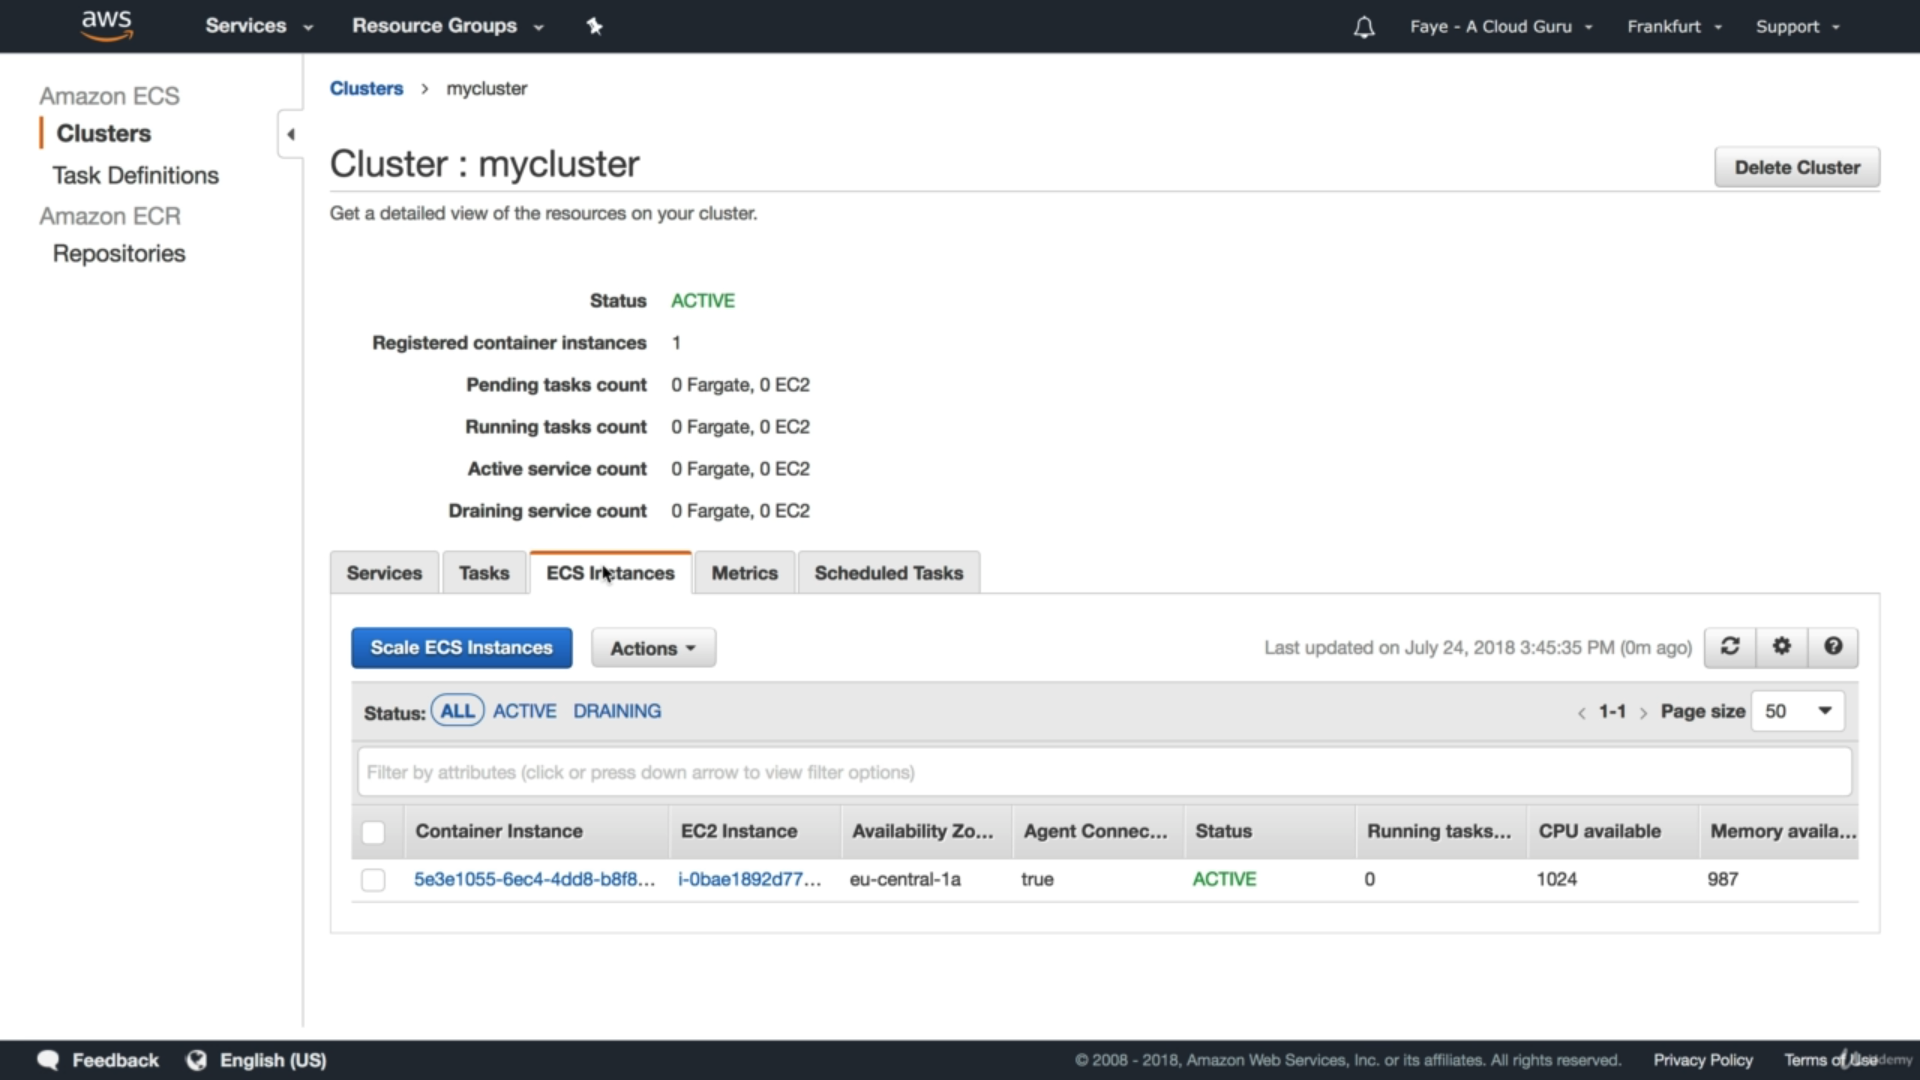 aws Services Resource Groups Faye - A Cloud Guru Frankfurt Support
Amazon ECS
Clusters
Task Definitions
Amazon ECR
Repositories
Clusters > mycluster
Cluster : mycluster
Delete Cluster
Get a detailed view of the resources on your cluster.
Status ACTIVE
Registered container instances 1
Pending tasks count 0 Fargate, 0 EC2
Running tasks count 0 Fargate, 0 EC2
Active service count 0 Fargate, 0 EC2
Draining service count 0 Fargate, 0 EC2
Services Tasks ECS Instances Metrics Scheduled Tasks
Scale ECS Instances Actions Last updated on July 24, 2018 3:45:35 PM (0m ago)
Status: ALL ACTIVE DRAINING < 1-1 > Page size 50
Filter by attributes (click or press down arrow to view filter options)
Container Instance EC2 Instance Availability Zo... Agent Connec... Status Running tasks... CPU available Memory availa...
5e3e1055-6ec4-4dd8-b8f8... i-0bae1892d77... eu-central-1a true ACTIVE 0 1024 987
Feedback English (US) © 2008 - 2018, Amazon Web Services, Inc. or its affiliates. All rights reserved. Privacy Policy Terms of Use